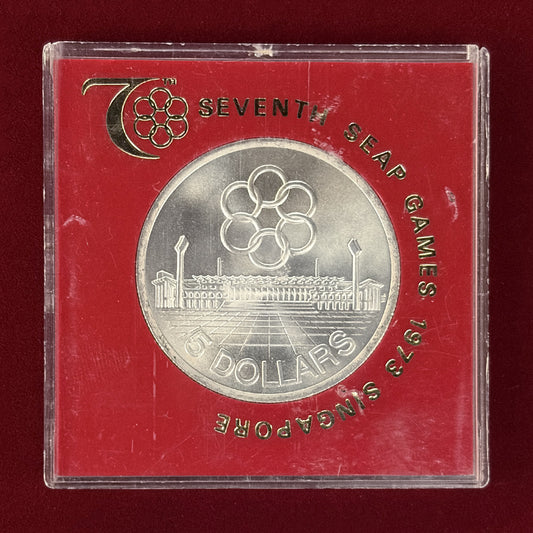 7TH
SEVENTH SEAP GAMES 1973 SINGAPORE
5 DOLLARS